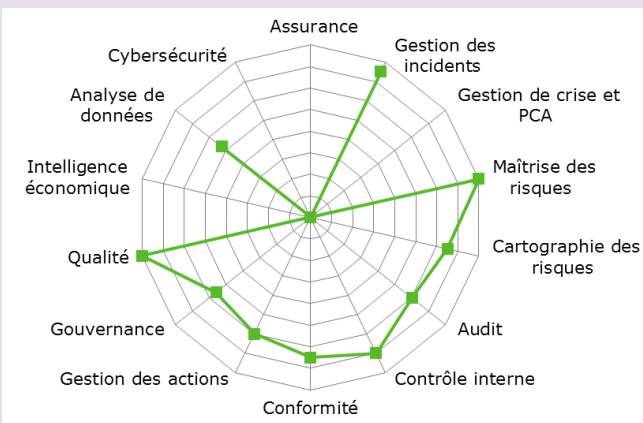 Assurance
Gestion des
incidents
Gestion de crise et
PCA
Maîtrise des
risques
Cartographie des
risques
Audit
Contrôle interne
Conformité
Gestion des actions
Gouvernance
Qualité
Intelligence
économique
Analyse de
données
Cybersécurité